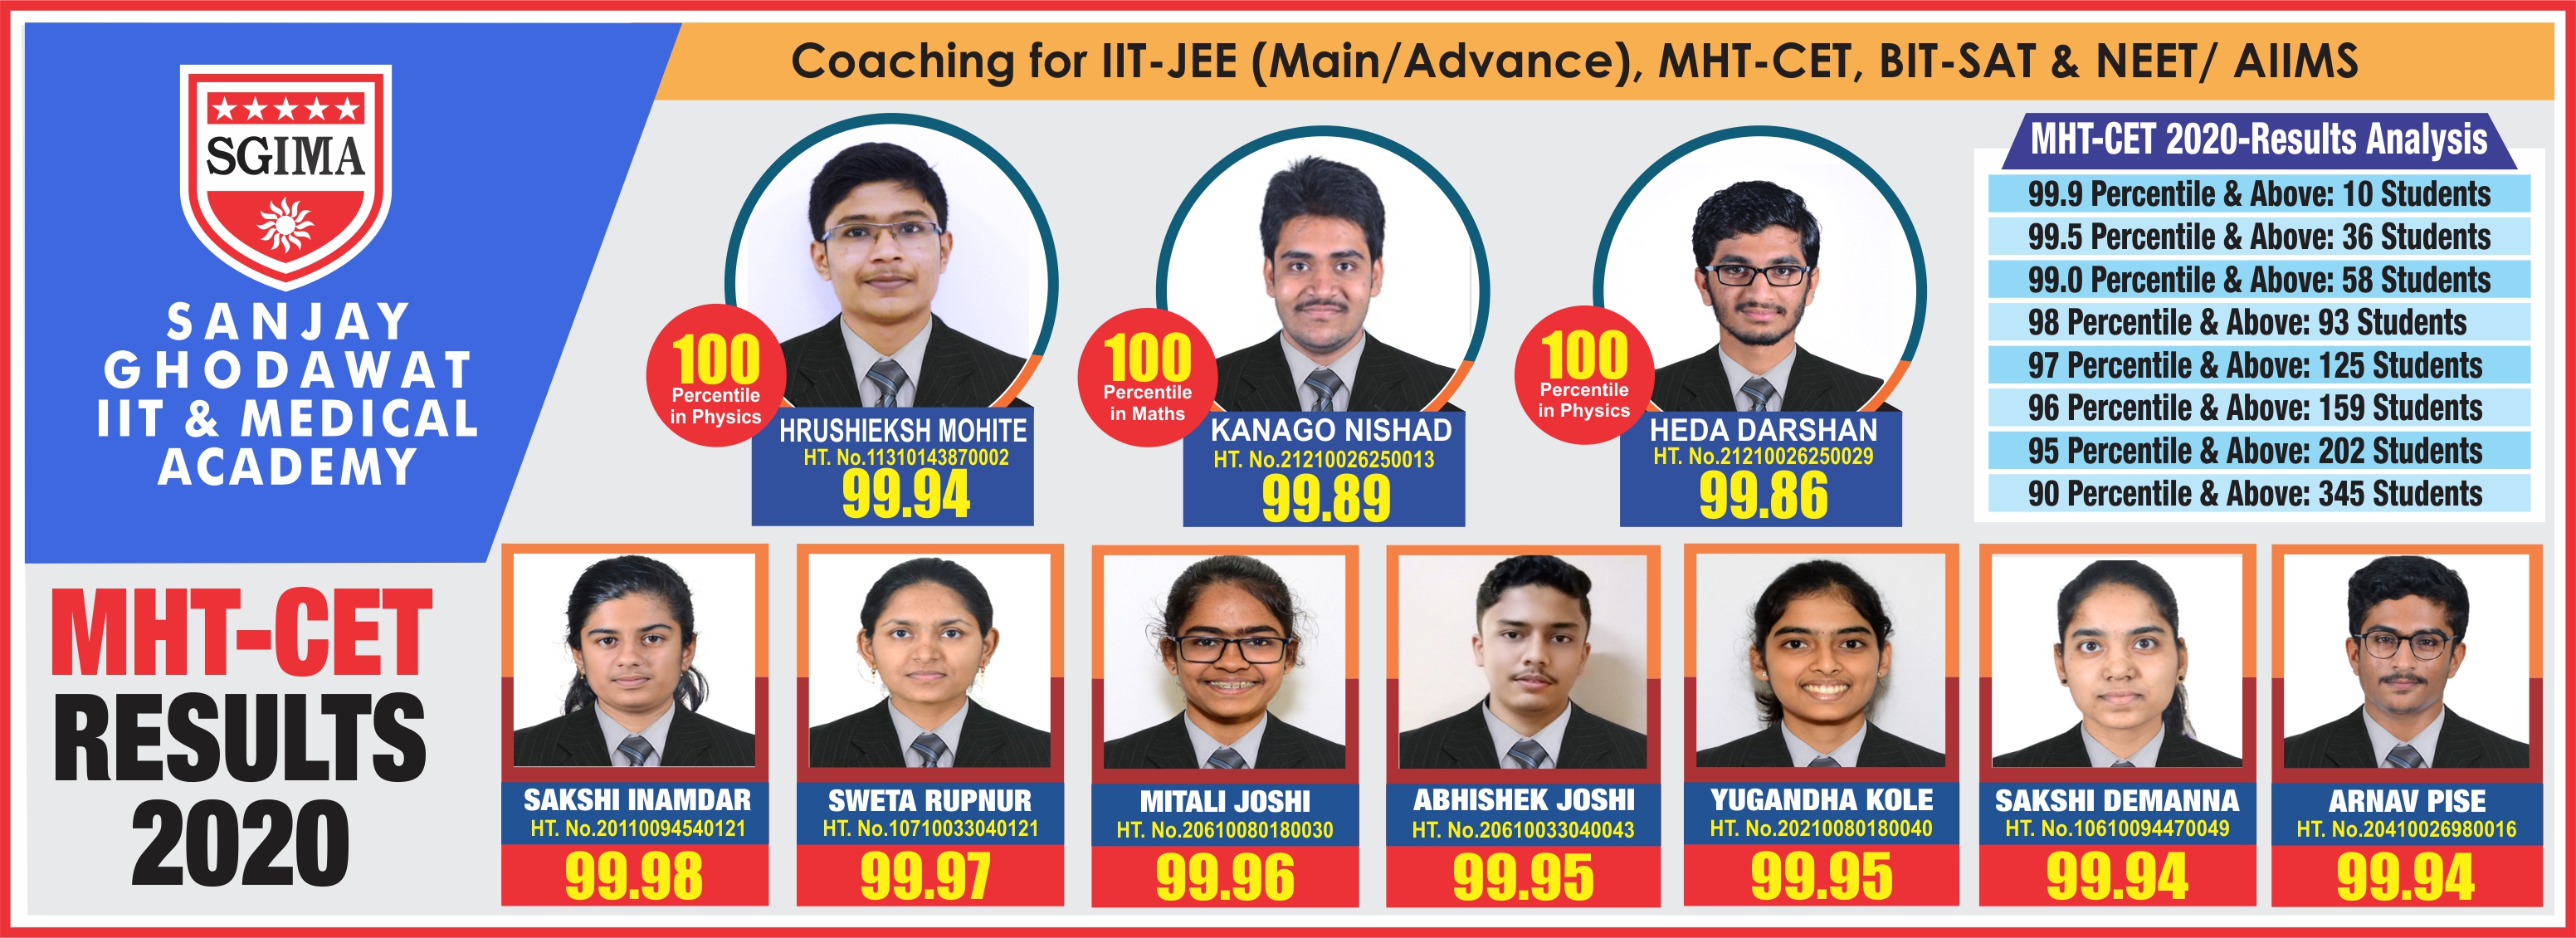 SGIMA
SANJAY
GHODAWAT
IIT & MEDICAL
ACADEMY
MHT-CET
RESULTS
2020
Coaching for IIT-JEE (Main/Advance), MHT-CET, BIT-SAT & NEET/ AIIMS
100
Percentile
in Physics
HRUSHIEKSH MOHITE
HT. No.11310143870002
99.94
100
Percentile
in Maths
KANAGO NISHAD
HT. No.21210026250013
99.89
100
Percentile
in Physics
HEDA DARSHAN
HT. No.21210026250029
99.86
MHT-CET 2020-Results Analysis
99.9 Percentile & Above: 10 Students
99.5 Percentile & Above: 36 Students
99.0 Percentile & Above: 58 Students
98 Percentile & Above: 93 Students
97 Percentile & Above: 125 Students
96 Percentile & Above: 159 Students
95 Percentile & Above: 202 Students
90 Percentile & Above: 345 Students
SAKSHI INAMDAR
HT. No.20110094540121
99.98
SWETA RUPNUR
HT. No.10710033040121
99.97
MITALI JOSHI
HT. No.20610080180030
99.96
ABHISHEK JOSHI
HT. No.20610033040043
99.95
YUGANDHA KOLE
HT. No.20210080180040
99.95
SAKSHI DEMANNA
HT. No.10610094470049
99.94
ARNAV PISE
HT. No.20410026980016
99.94